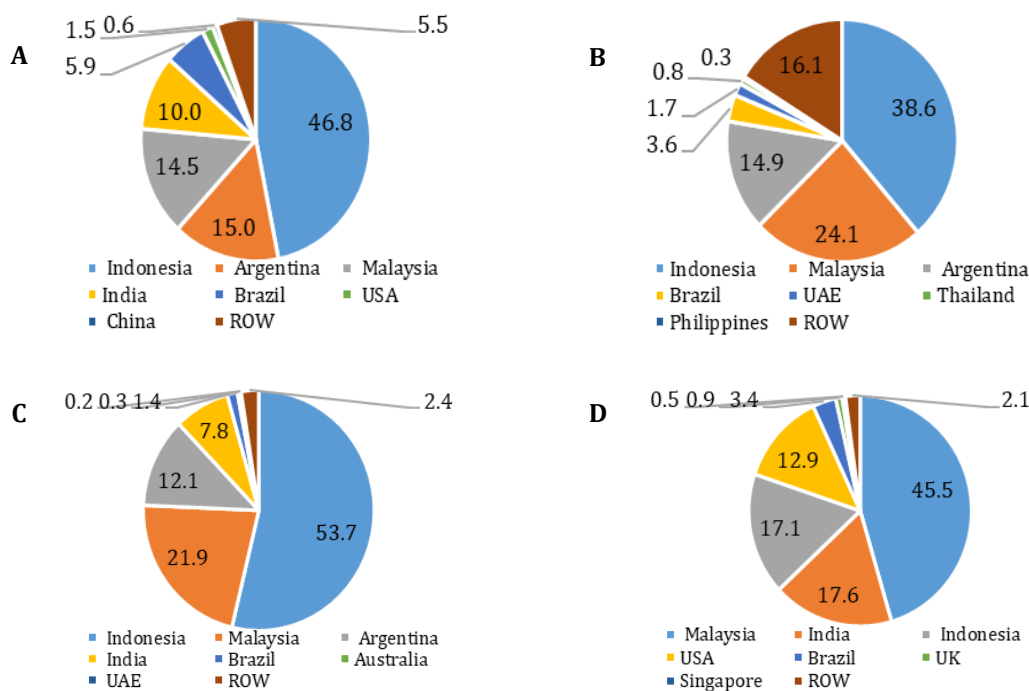 A
1.5 0.6 5.5
5.9
10.0 46.8
14.5
15.0
Indonesia Argentina Malaysia
India Brazil USA
China ROW
B
0.3 16.1
0.8 38.6
1.7
3.6 14.9
24.1
Indonesia Malaysia Argentina
Brazil UAE Thailand
Philippines ROW
C
0.2 0.3 1.4 2.4
7.8
12.1
53.7
21.9
Indonesia Malaysia Argentina
India Brazil Australia
UAE ROW
D
0.5 0.9 3.4 2.1
12.9
45.5
17.1
17.6
Malaysia India Indonesia
USA Brazil UK
Singapore ROW